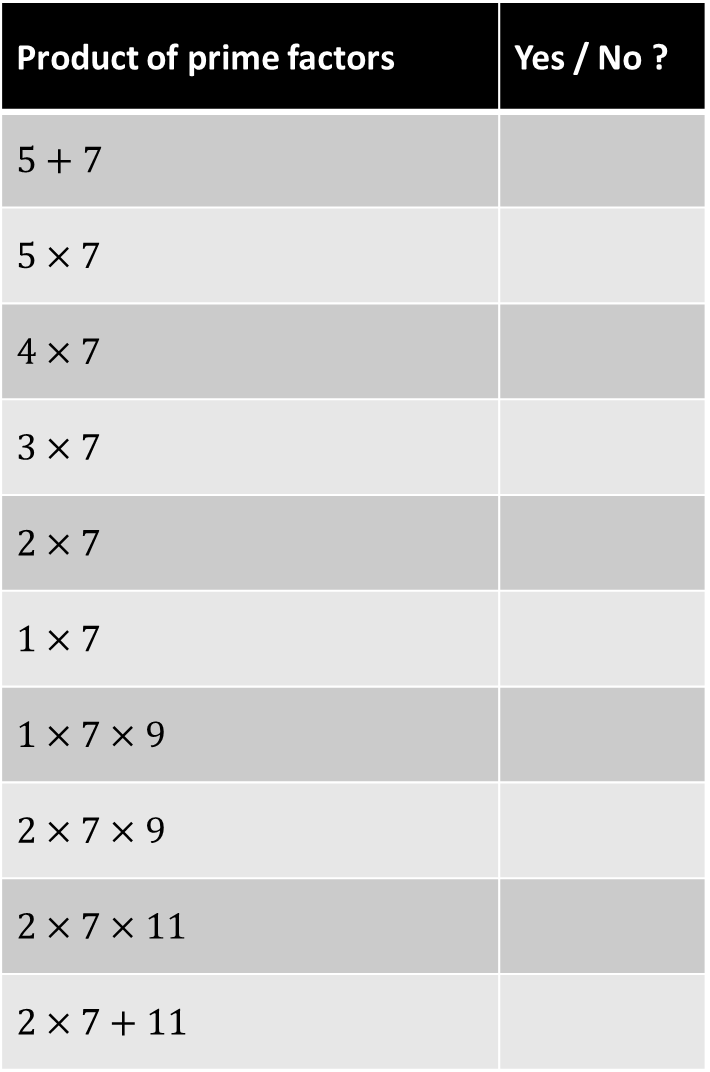 Product of prime factors Yes / No ?
5 + 7
5 × 7
4 × 7
3 × 7
2 × 7
1 × 7
1 × 7 × 9
2 × 7 × 9
2 × 7 × 11
2 × 7 + 11